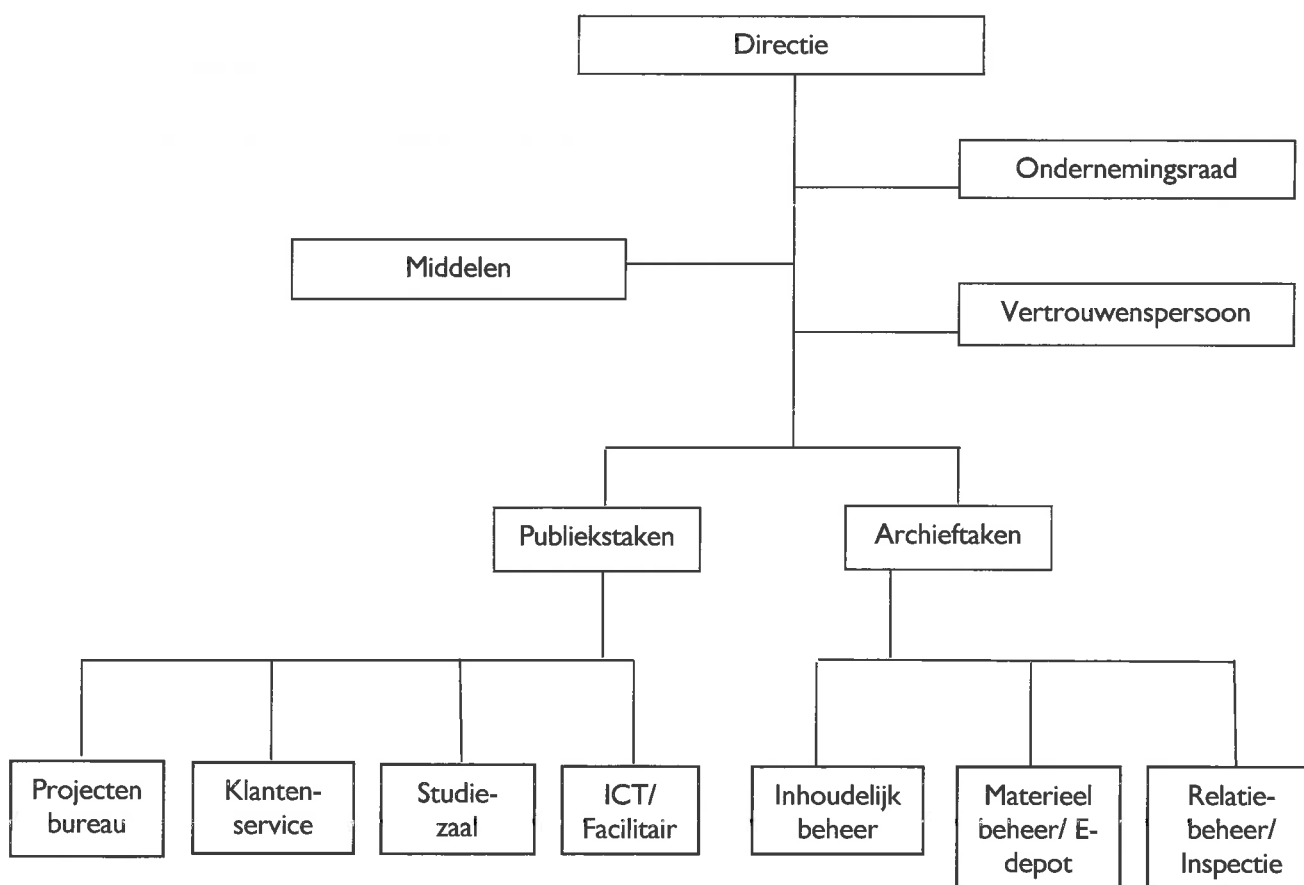 Directie
Ondernemingsraad
Middelen
Vertrouwenspersoon
Publiekstaken
Archieftaken
Projecten
bureau
Klanten-
service
Studie-
zaal
ICT/
Facilitair
Inhoudelijk
beheer
Materieel
beheer/ E-
depot
Relatie-
beheer/
Inspectie